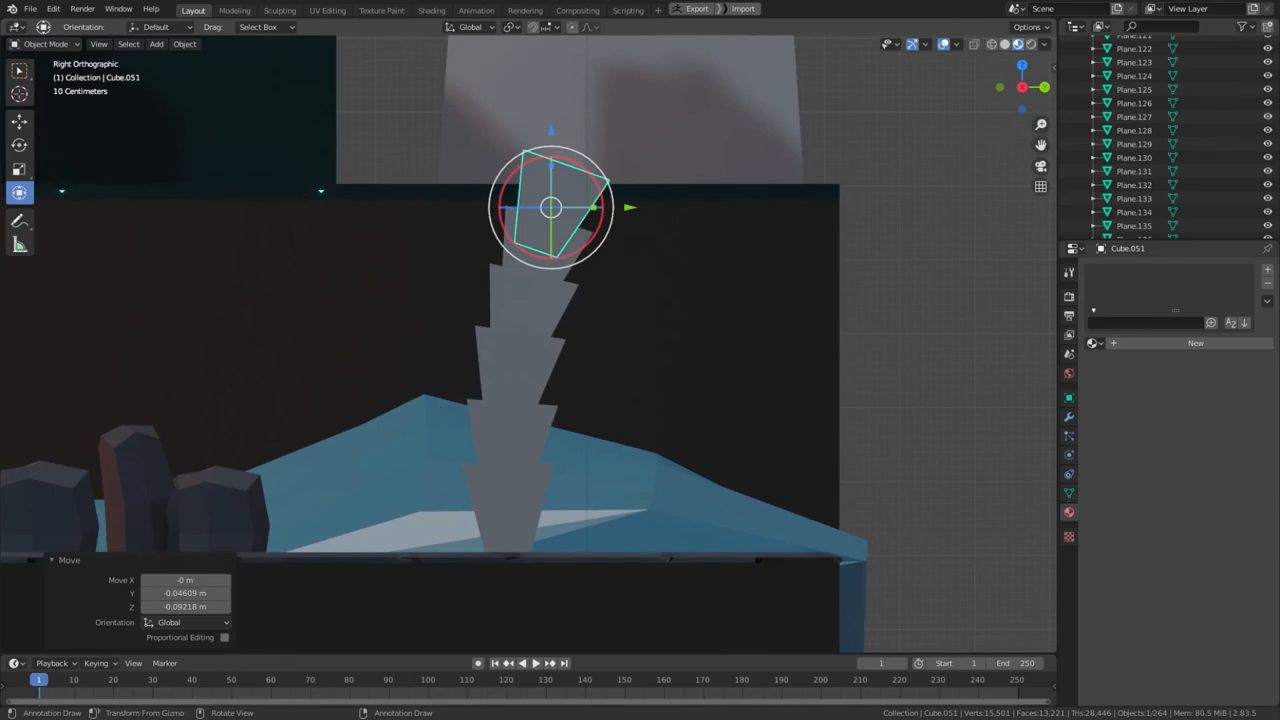 File Edit Render Window Help Layout Modeling Sculpting UV Editing Texture Paint Shading Animation Rendering Compositing Scripting + Export Import Scene View Layer
Orientation: Default Drag: Select Box Global Options
Object Mode View Select Add Object
Right Orthographic
(1) Collection | Cube.051
10 Centimeters
Z
X
Y
Plane.122
Plane.123
Plane.124
Plane.125
Plane.126
Plane.127
Plane.128
Plane.129
Plane.130
Plane.131
Plane.132
Plane.133
Plane.134
Plane.135
Cube.051
New
Move
Move X -0 m
Y -0.04609 m
Z -0.09218 m
Orientation Global
Proportional Editing
Playback Keying View Marker 1 Start 1 End 250
1 10 20 30 40 50 60 70 80 90 100 110 120 130 140 150 160 170 180 190 200 210 220 230 240 250
Annotation Draw Transform From Gizmo Rotate View Annotation Draw Collection | Cube.051 | Verts:15,501 | Faces:13,221 | Tris:28,446 | Objects:1/264 | Mem: 80.5 MiB | 2.83.5